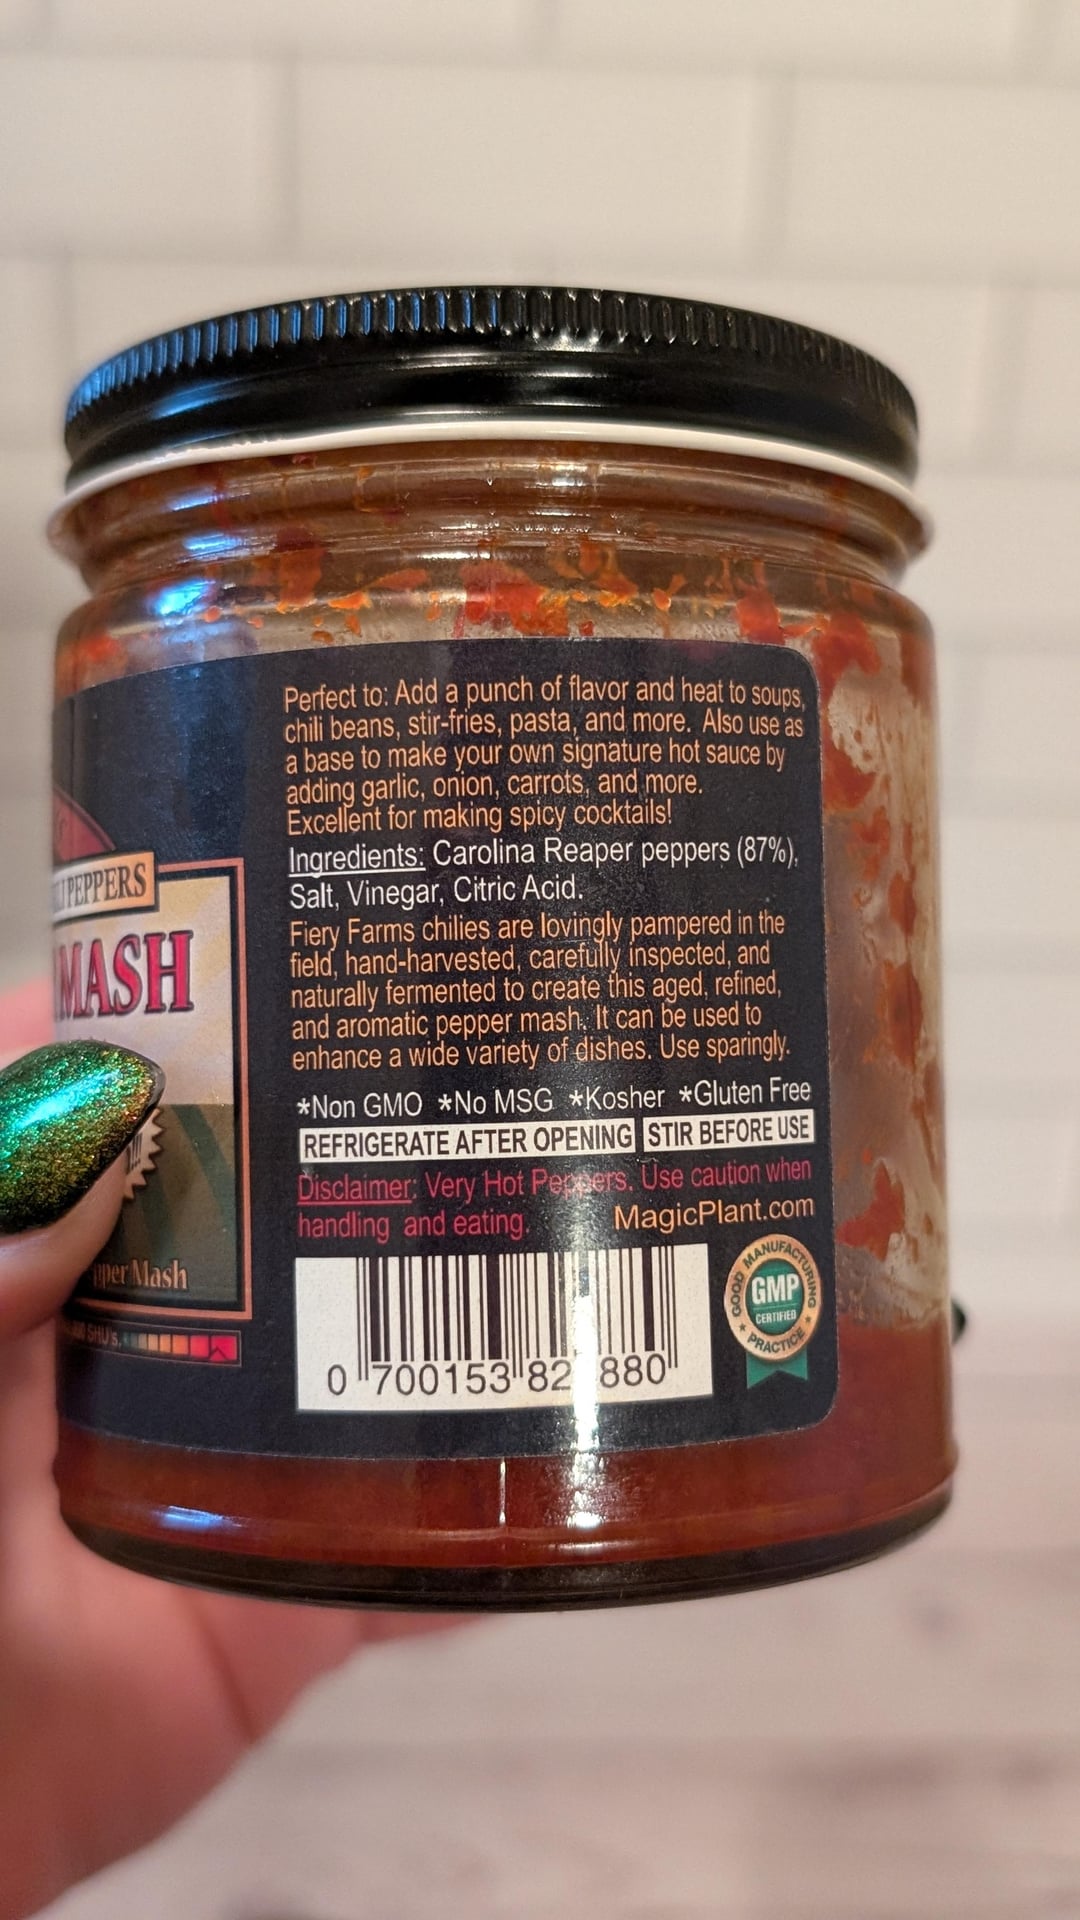 PEPPERS
MASH
Mash
SHU's.
Perfect to: Add a punch of flavor and heat to soups,
chili beans, stir-fries, pasta, and more. Also use as
a base to make your own signature hot sauce by
adding garlic, onion, carrots, and more.
Excellent for making spicy cocktails!
Ingredients: Carolina Reaper peppers (87%),
Salt, Vinegar, Citric Acid.
Fiery Farms chilies are lovingly pampered in the
field, hand-harvested, carefully inspected, and
naturally fermented to create this aged, refined,
and aromatic pepper mash. It can be used to
enhance a wide variety of dishes. Use sparingly.
*Non GMO *No MSG *Kosher *Gluten Free
REFRIGERATE AFTER OPENING STIR BEFORE USE
Disclaimer: Very Hot Peppers. Use caution when
handling and eating. MagicPlant.com
0 700153 82 880
GOOD MANUFACTURING
GMP
CERTIFIED
PRACTICE